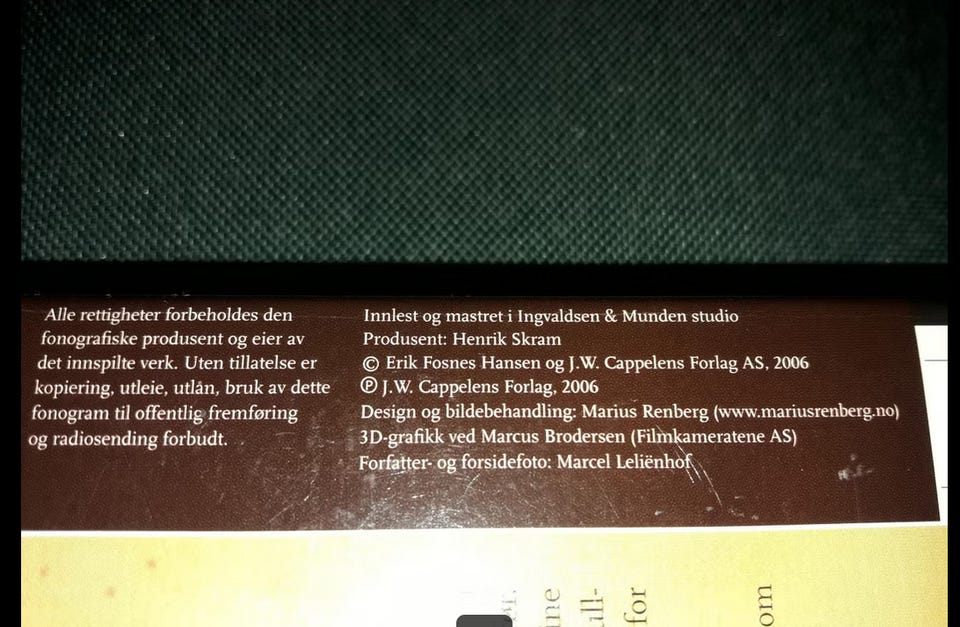 Alle rettigheter forbeholdes den
fonografiske produsent og eier av
det innspilte verk. Uten tillatelse er
kopiering, utleie, utlån, bruk av dette
fonogram til offentlig fremføring
og radiosending forbudt.
Innlest og mastret i Ingvaldsen & Munden studio
Produsent: Henrik Skram
© Erik Fosnes Hansen og J.W. Cappelens Forlag AS, 2006
℗ J.W. Cappelens Forlag, 2006
Design og bildebehandling: Marius Renberg (www.mariusrenberg.no)
3D-grafikk ved Marcus Brodersen (Filmkameratene AS)
Forfatter- og forsidefoto: Marcel Leliënhof
for
om